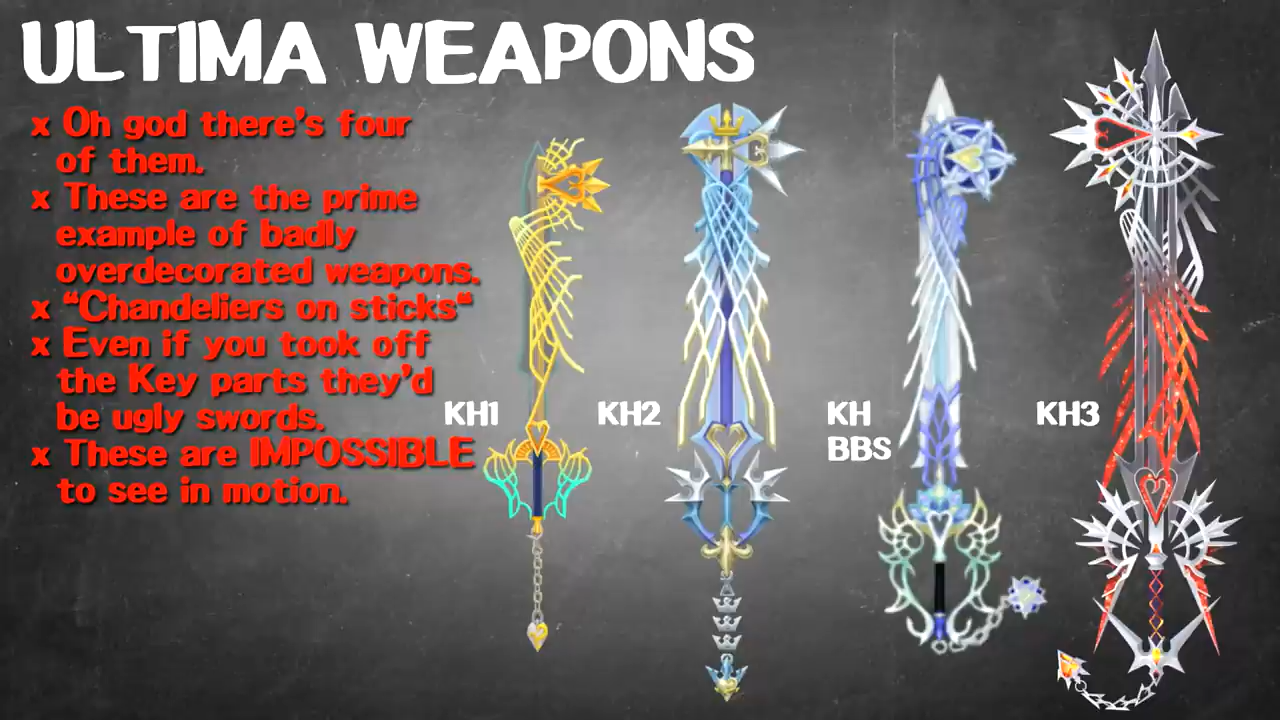 ULTIMA WEAPONS
x Oh god there's four
of them.
x These are the prime
example of badly
overdecorated weapons.
x "Chandeliers on sticks"
x Even if you took off
the Key parts they'd
be ugly swords.
x These are IMPOSSIBLE
to see in motion.
KH1
KH2
KH
BBS
KH3